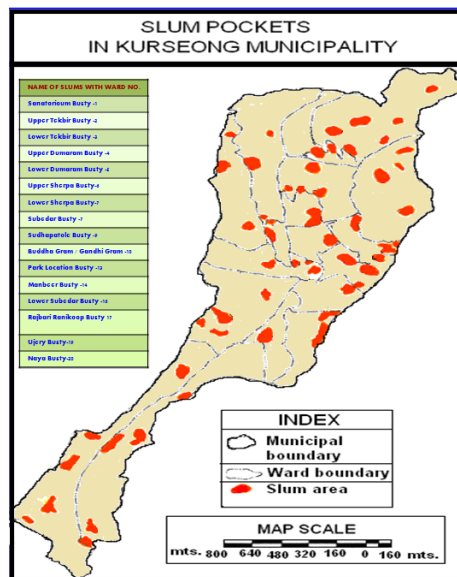 SLUM POCKETS
IN KURSEONG MUNICIPALITY
NAME OF SLUMS WITH WARD NO.
Sanatorieum Busty -1
Upper Tekbir Busty -2
Lower Tekbir Busty -3
Upper Dumaram Busty -4
Lower Dumaram Busty -5
Upper Sherpa Busty-6
Lower Sherpa Busty-7
Subedar Busty -7
Sudhapatole Busty -9
Buddha Gram - Gandhi Gram -12
Park Location Busty -13
Manbeer Busty -14
Lower Subedar Busty -16
Rajbari Ranikoop Busty 17
Ujery Busty-19
Naya Busty-20
INDEX
Municipal
boundary
Ward boundary
Slum area
MAP SCALE
mts. 800 640 480 320 160 0 160 mts.